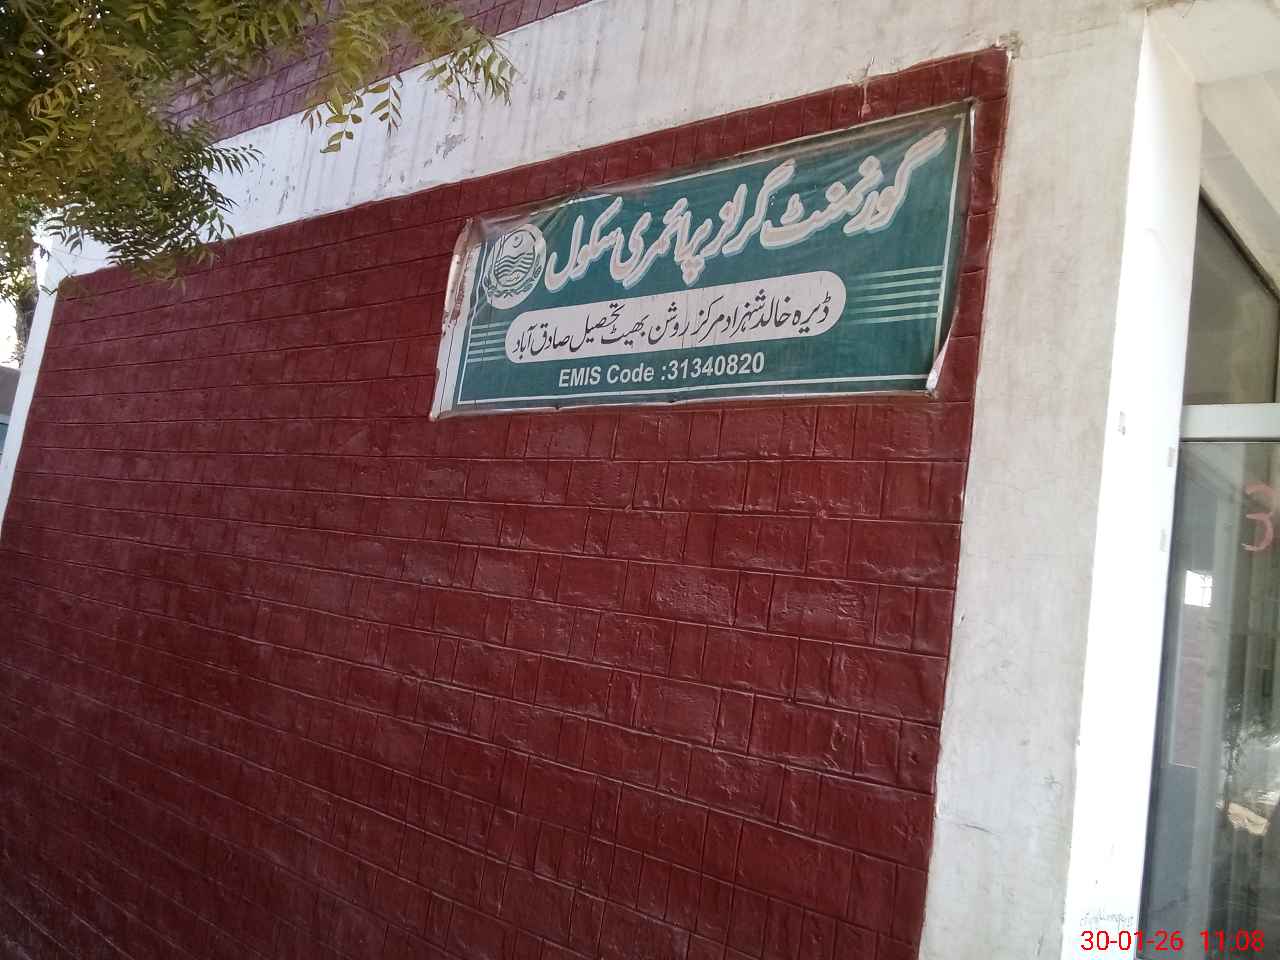 گورنمنٹ گرلز پرائمری سکول
ڈیرہ خالد شہزاد مرکز روشن بھیٹ تحصیل صادق آباد
EMIS Code :31340820
3
30-01-26 11:08